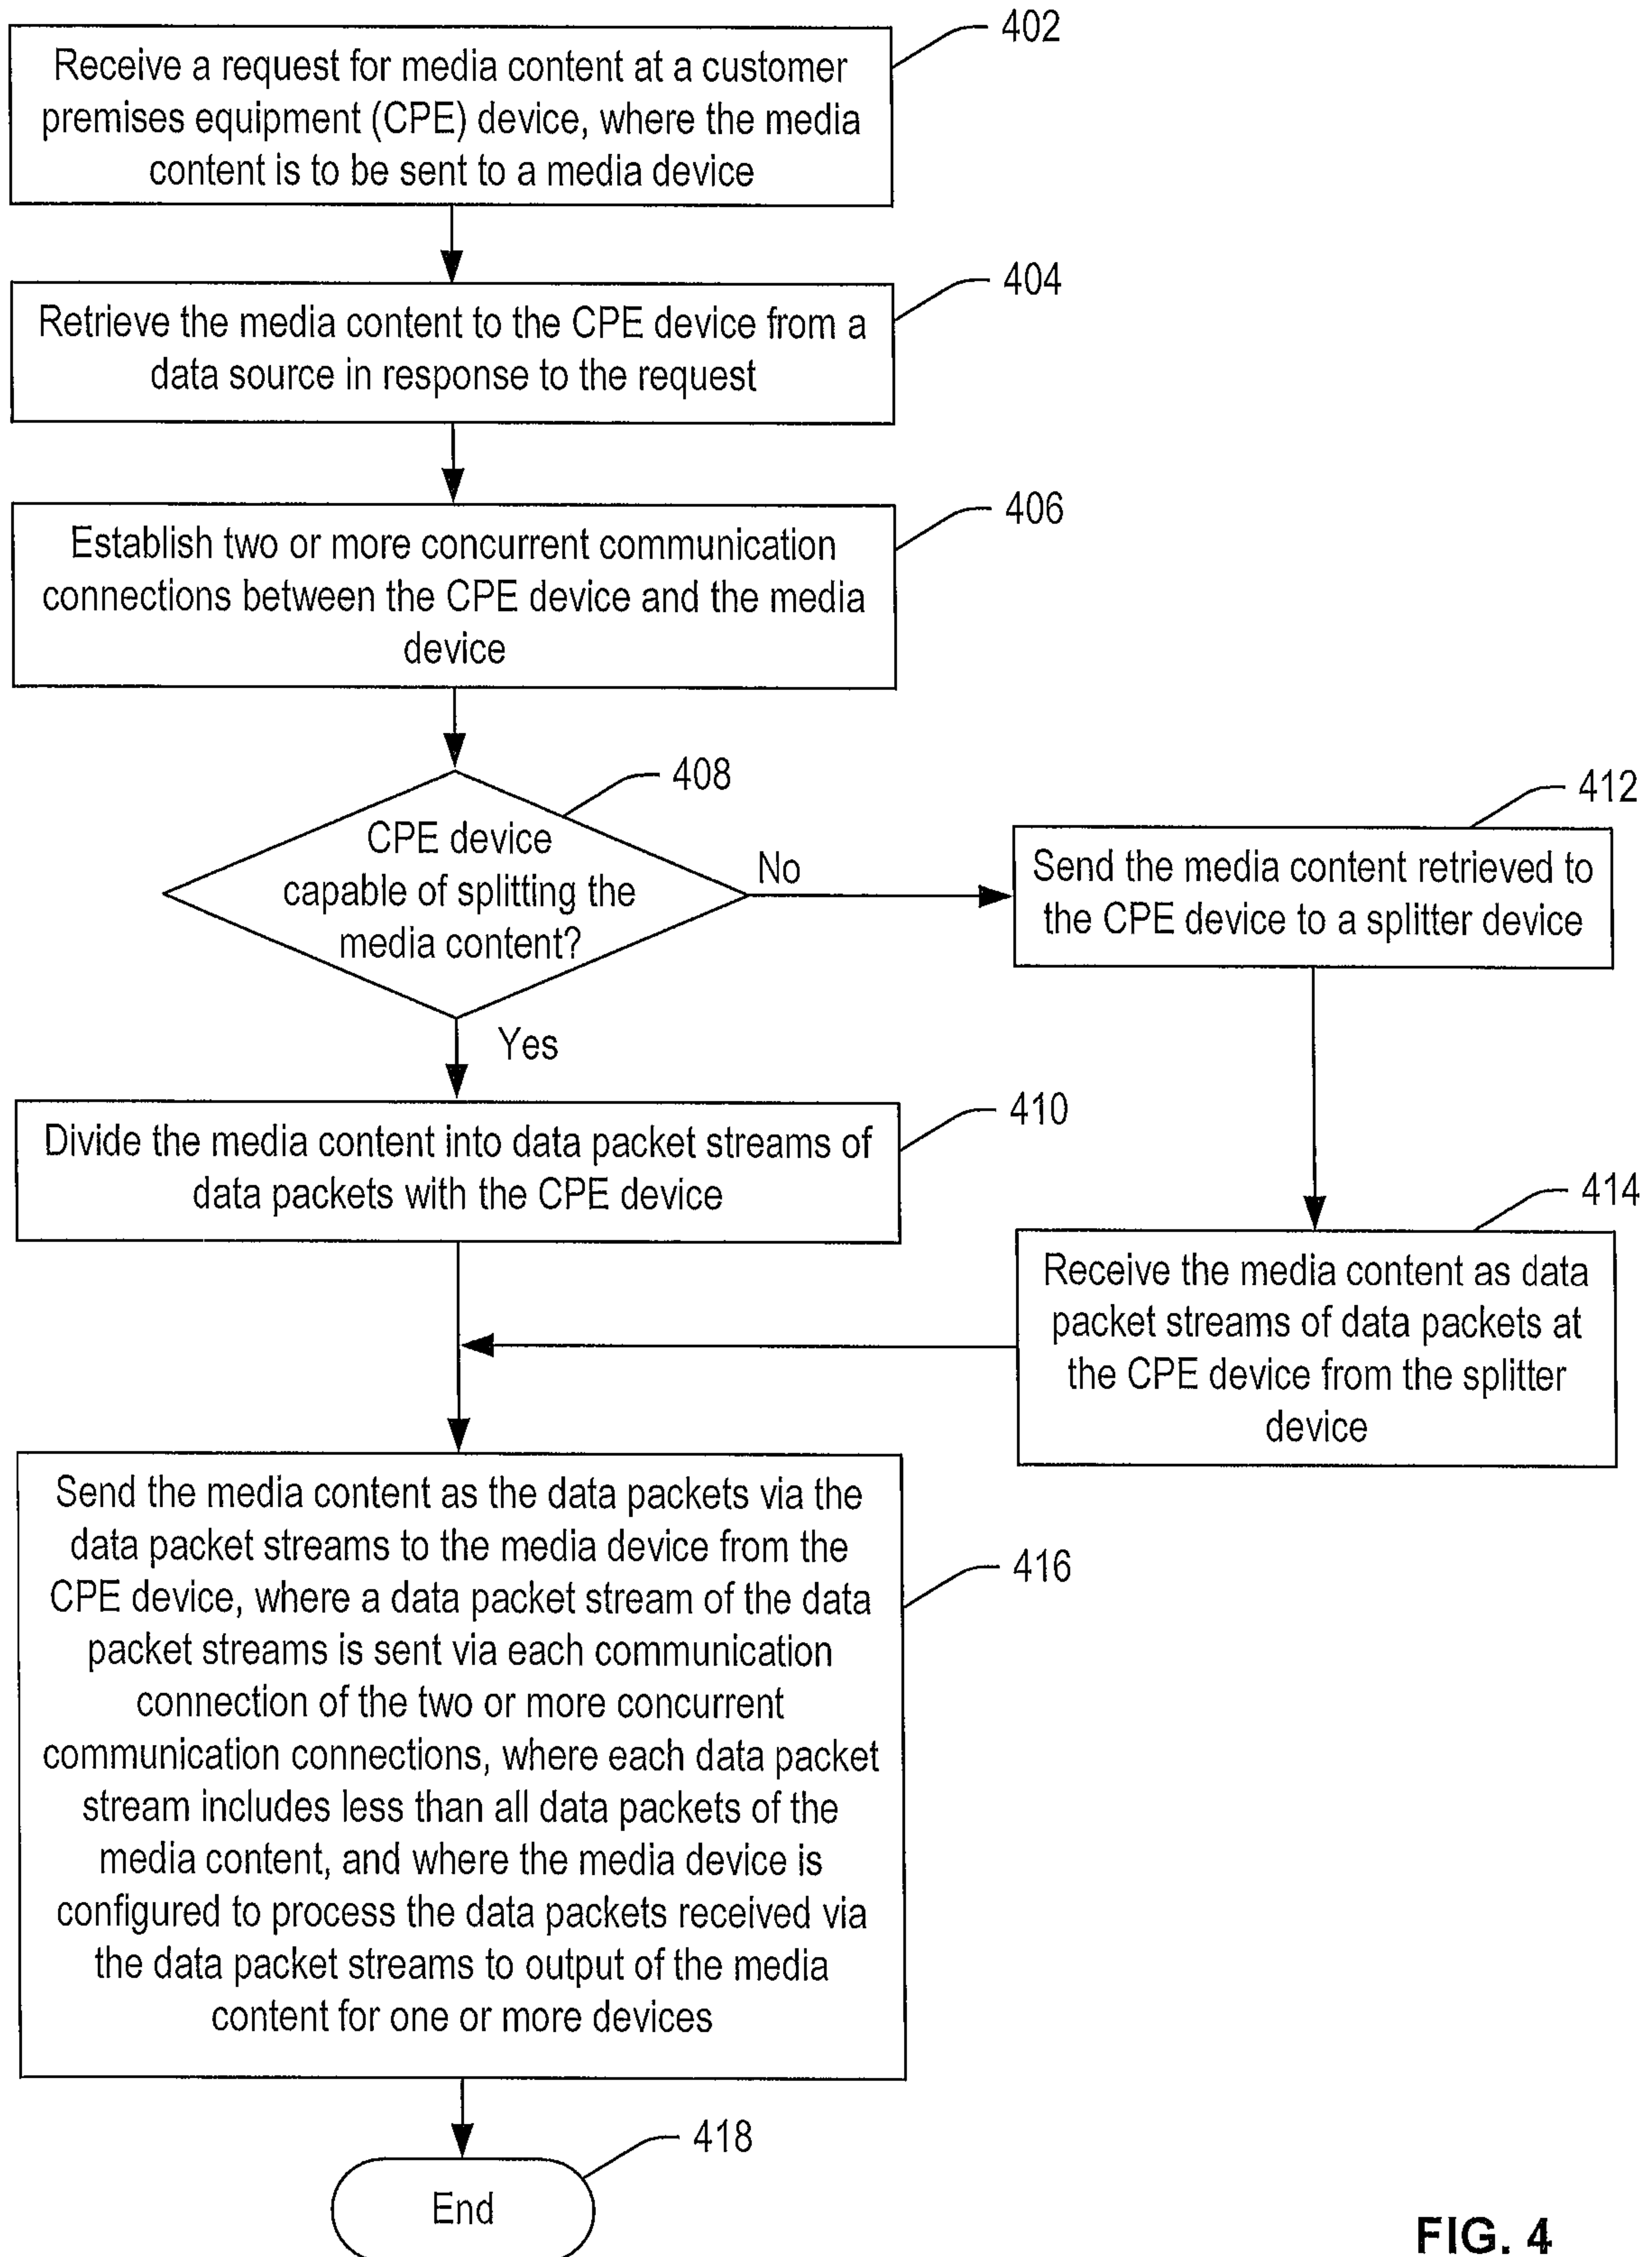 402
Receive a request for media content at a customer
premises equipment (CPE) device, where the media
content is to be sent to a media device
404
Retrieve the media content to the CPE device from a
data source in response to the request
406
Establish two or more concurrent communication
connections between the CPE device and the media
device
408
CPE device
capable of splitting the
media content?
No
412
Send the media content retrieved to
the CPE device to a splitter device
Yes
410
Divide the media content into data packet streams of
data packets with the CPE device
414
Receive the media content as data
packet streams of data packets at
the CPE device from the splitter
device
416
Send the media content as the data packets via the
data packet streams to the media device from the
CPE device, where a data packet stream of the data
packet streams is sent via each communication
connection of the two or more concurrent
communication connections, where each data packet
stream includes less than all data packets of the
media content, and where the media device is
configured to process the data packets received via
the data packet streams to output of the media
content for one or more devices
418
End
FIG. 4